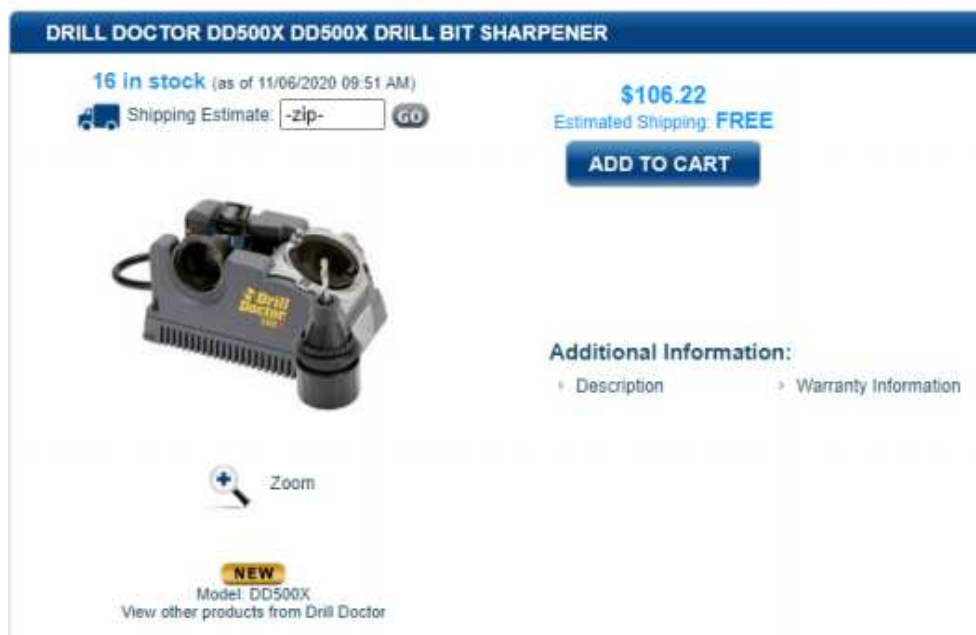 DRILL DOCTOR DD500X DD500X DRILL BIT SHARPENER
16 in stock (as of 11/06/2020 09:51 AM)
Shipping Estimate: -zip- GO
$106.22
Estimated Shipping: FREE
ADD TO CART
Drill
Doctor
Additional Information:
Description
Warranty Information
Zoom
NEW
Model: DD500X
View other products from Drill Doctor